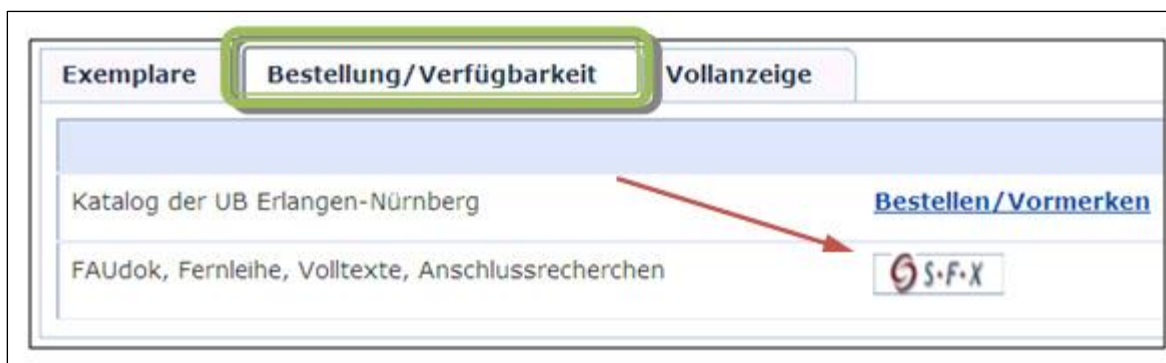 Exemplare Bestellung/Verfügbarkeit Vollanzeige
Katalog der UB Erlangen-Nürnberg Bestellen/Vormerken
FAUdok, Fernleihe, Volltexte, Anschlussrecherchen S·F·X